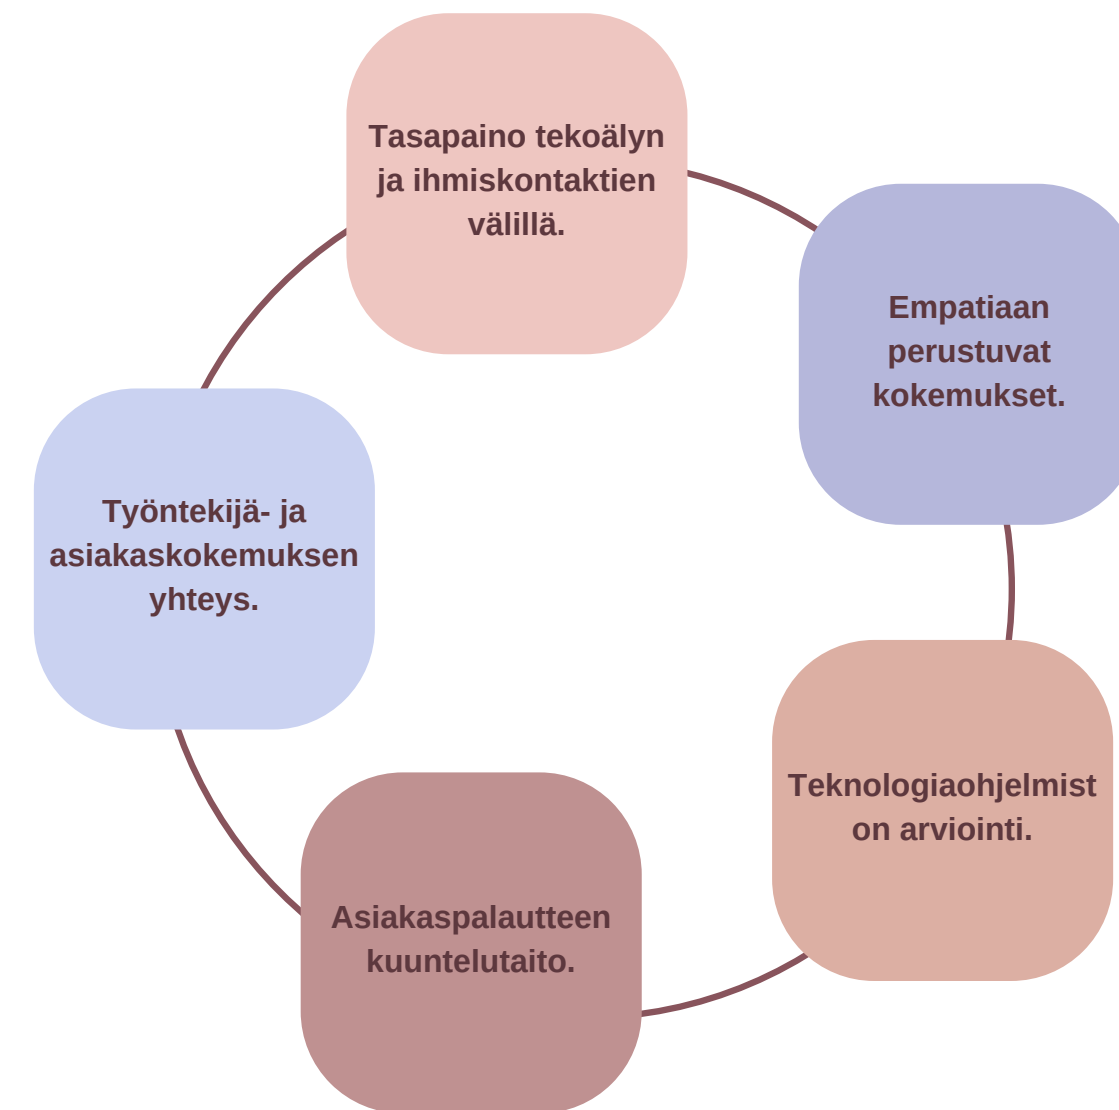 Tasapaino tekoälyn
ja ihmiskontaktien
välillä.
Empatiaan
perustuvat
kokemukset.
Teknologiaohjelmist
on arviointi.
Asiakaspalautteen
kuuntelutaito.
Työntekijä- ja
asiakaskokemuksen
yhteys.